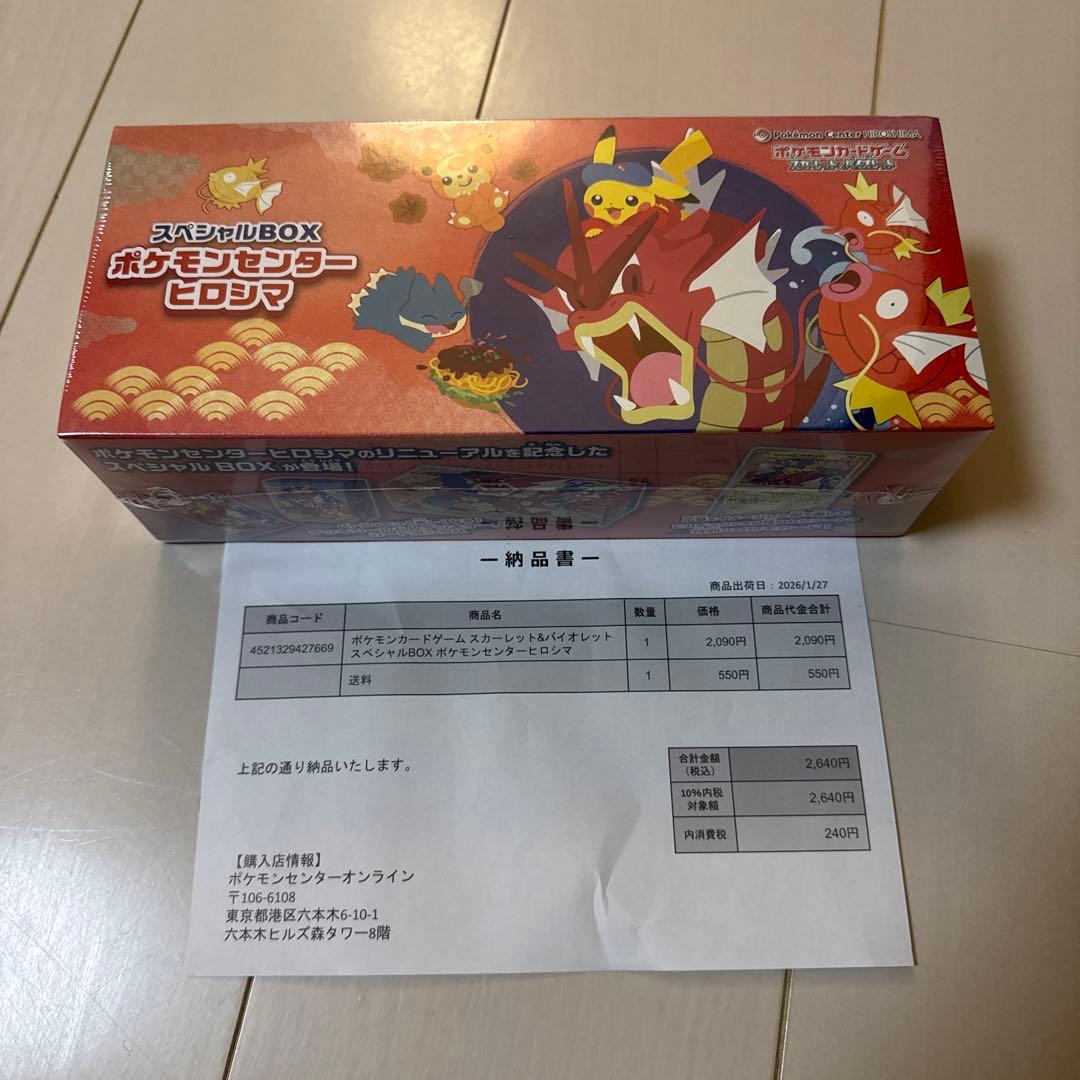 Pokémon Center HIROSHIMA
ポケモンカードゲーム
スカーレット&バイオレット
スペシャルBOX
ポケモンセンター
ヒロシマ
ポケモンセンターヒロシマのリニューアルを記念した
スペシャルBOXが登場!
ー納品書ー
商品出荷日:2026/1/27
商品コード 商品名 数量 価格 商品代金合計
4521329427669 ポケモンカードゲーム スカーレット&バイオレット 1 2,090円 2,090円
スペシャルBOX ポケモンセンターヒロシマ
送料 1 550円 550円
上記の通り納品いたします。
合計金額
(税込) 2,640円
10%内税
対象額 2,640円
内消費税 240円
【購入店情報】
ポケモンセンターオンライン
〒106-6108
東京都港区六本木6-10-1
六本木ヒルズ森タワー8階